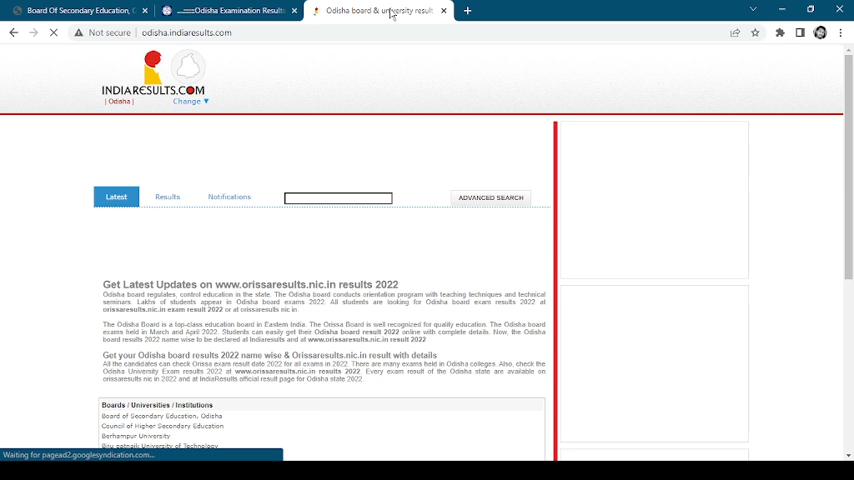 Board Of Secondary Education, O
..::::Odisha Examination Results
Odisha board & university result
Not secure
odisha.indiaresults.com
INDIARESULTS.COM
| Odisha |
Change ▼
Latest
Results
Notifications
ADVANCED SEARCH
Get Latest Updates on www.orissaresults.nic.in results 2022
Odisha board regulates, control education in the state. The Odisha board conducts orientation program with teaching techniques and technical
seminars. Lakhs of students appear in Odisha board exams 2022. All students are looking for Odisha board exam results 2022 at
orissaresults.nic.in exam result 2022 or at orissaresults nic in.
The Odisha Board is a top-class education board in Eastern India. The Orissa Board is well recognized for quality education. The Odisha board
exams held in March and April 2022. Students can easily get their Odisha board result 2022 online with complete details. Now, the Odisha
board results 2022 name wise to be declared at Indiaresults and at www.orissaresults.nic.in result 2022
Get your Odisha board results 2022 name wise & Orissaresults.nic.in result with details
All the candidates can check Orissa exam result date 2022 for all exams in 2022. There are many exams held in Odisha colleges. Also, check the
Odisha University Exam results 2022 at www.orissaresults.nic.in results 2022. Every exam result of the Odisha state are available on
orissaresults nic in 2022 and at IndiaResults official result page for Odisha state 2022.
Boards / Universities / Institutions
Board of Secondary Education, Odisha
Council of Higher Secondary Education
Berhampur University
Biju patnaik University of Technology
Waiting for pagead2.googlesyndication.com...